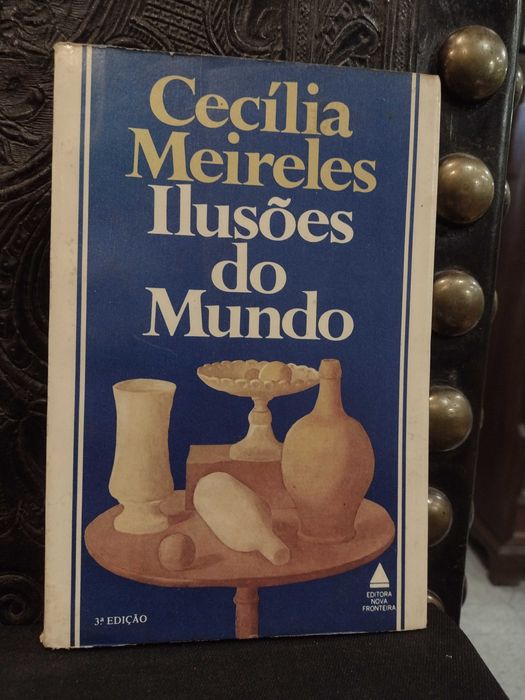 Cecília
Meireles
Ilusões
do
Mundo
3ª EDIÇÃO
EDITORA
NOVA
FRONTEIRA